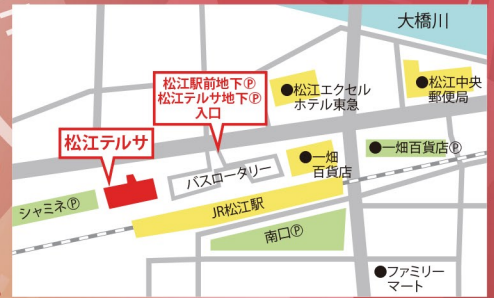 大橋川
松江駅前地下Ⓟ
松江テルサ地下Ⓟ
入口
●松江エクセル
ホテル東急
●松江中央
郵便局
松江テルサ
●一畑
百貨店
●一畑百貨店Ⓟ
バスロータリー
シャミネⓅ
JR松江駅
南口Ⓟ
●ファミリー
マート